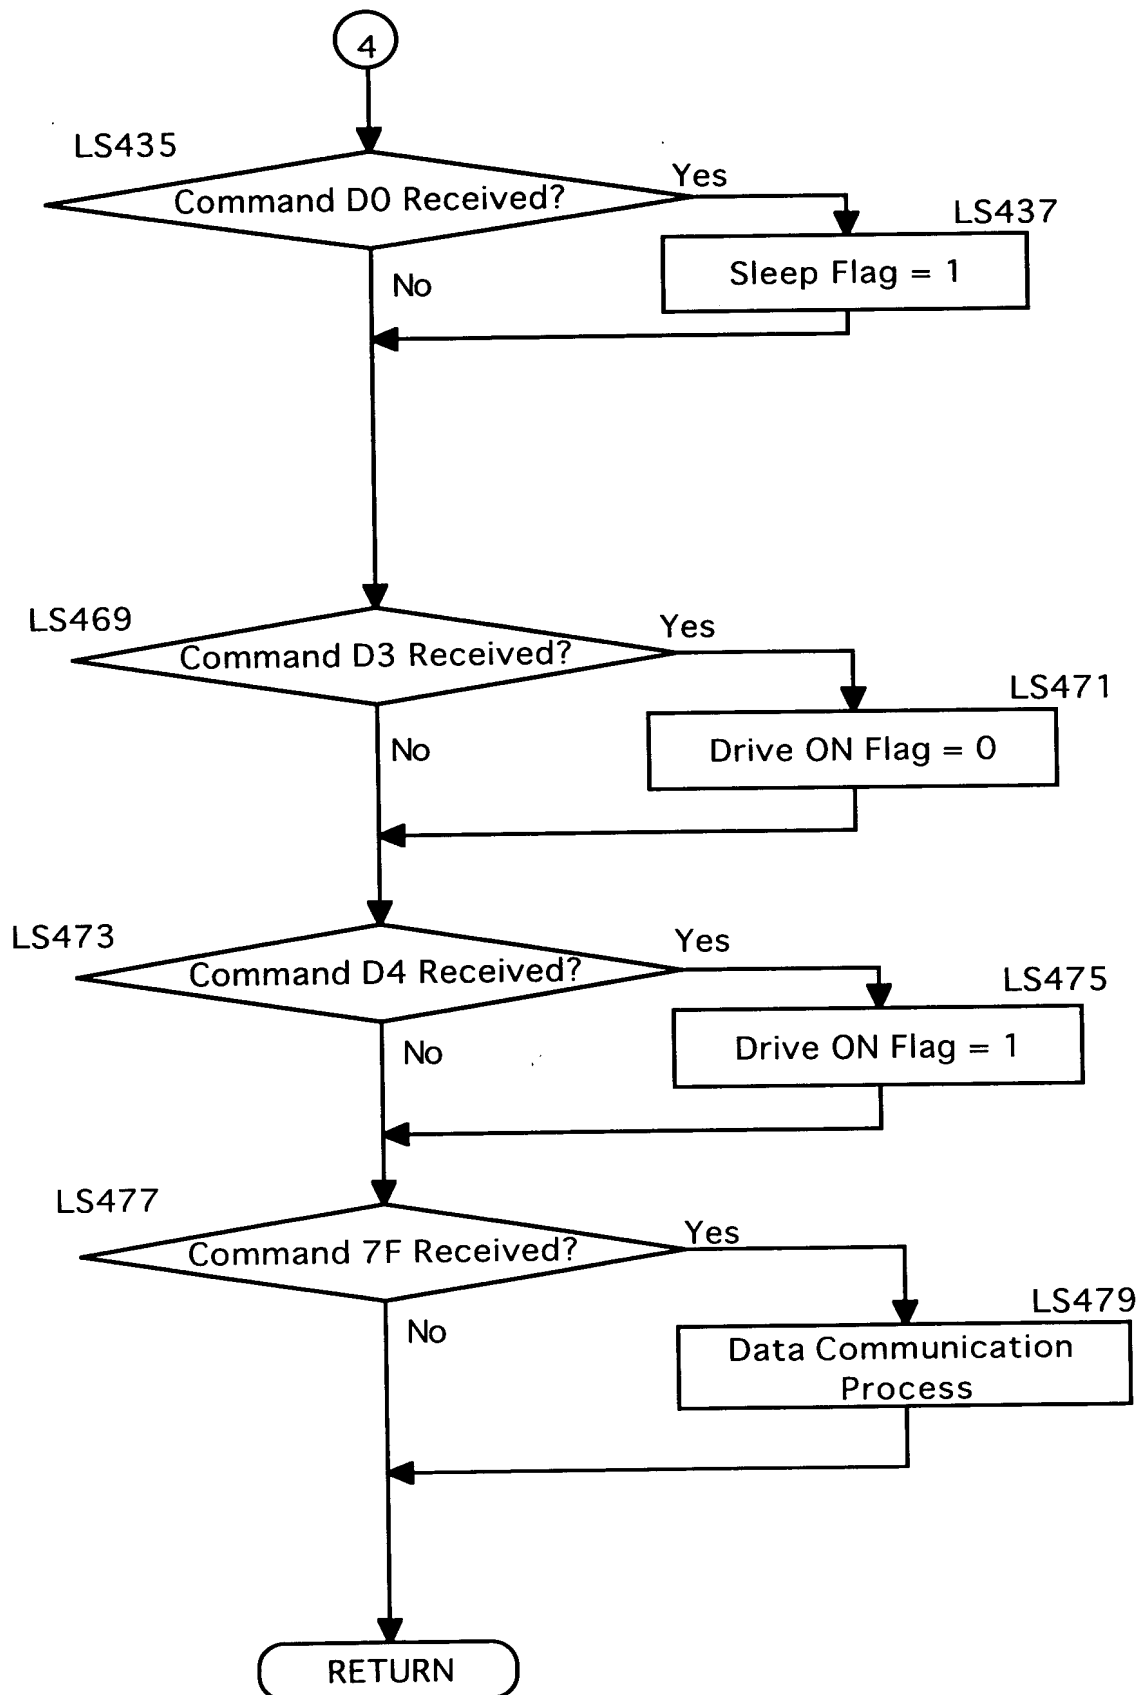 4
LS435
Command D0 Received?
Yes
LS437
Sleep Flag = 1
No
LS469
Command D3 Received?
Yes
LS471
Drive ON Flag = 0
No
LS473
Command D4 Received?
Yes
LS475
Drive ON Flag = 1
No
LS477
Command 7F Received?
Yes
LS479
Data Communication
Process
No
RETURN